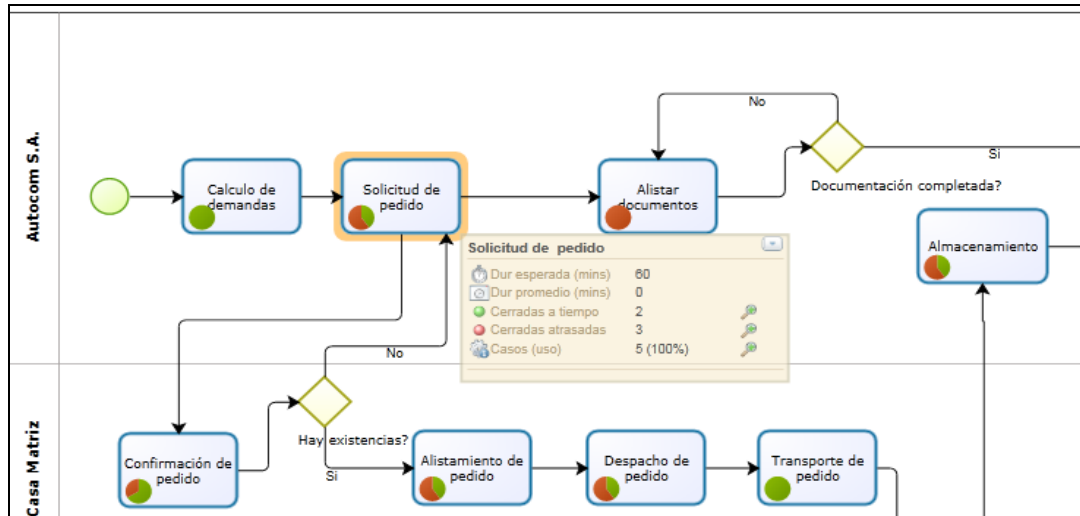 Autocom S.A.
Calculo de
demandas
Solicitud de
pedido
Alistar
documentos
No
Si
Documentación completada?
Almacenamiento
Solicitud de pedido
Dur esperada (mins) 60
Dur promedio (mins) 0
Cerradas a tiempo 2
Cerradas atrasadas 3
Casos (uso) 5 (100%)
No
Casa Matriz
Confirmación de
pedido
Hay existencias?
Si
Alistamiento de
pedido
Despacho de
pedido
Transporte de
pedido